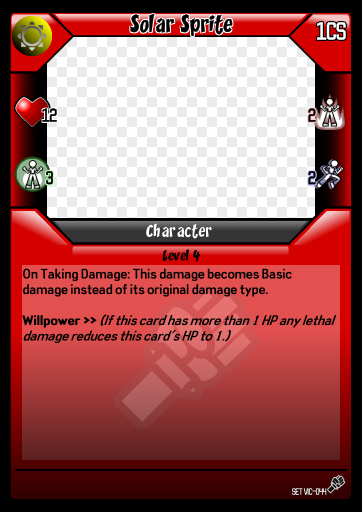 Solar Sprite
1CS
12
2
3
2
Character
Level 4
On Taking Damage: This damage becomes Basic
damage instead of its original damage type.
Willpower >> (If this card has more than 1 HP any lethal
damage reduces this card's HP to 1.)
SET VIC-044